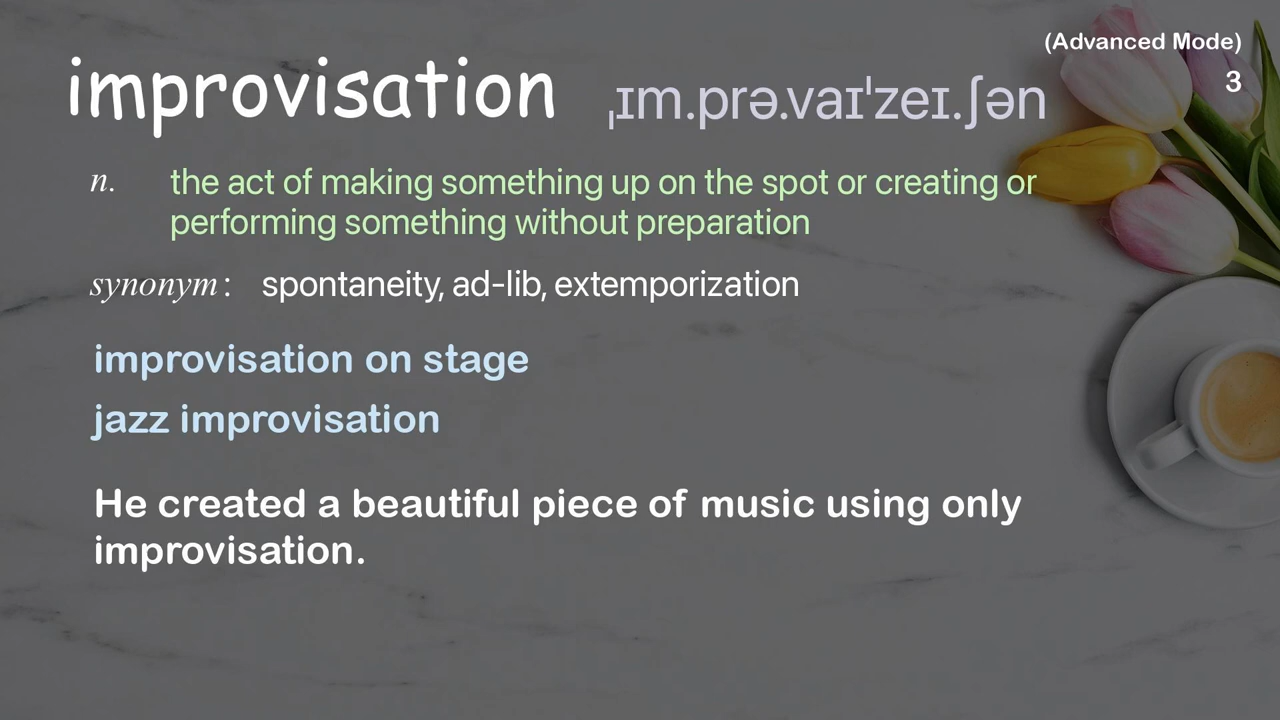 (Advanced Mode)
3
improvisation ˌɪm.prə.vaɪˈzeɪ.ʃən
n. the act of making something up on the spot or creating or
performing something without preparation
synonym: spontaneity, ad-lib, extemporization
improvisation on stage
jazz improvisation
He created a beautiful piece of music using only
improvisation.